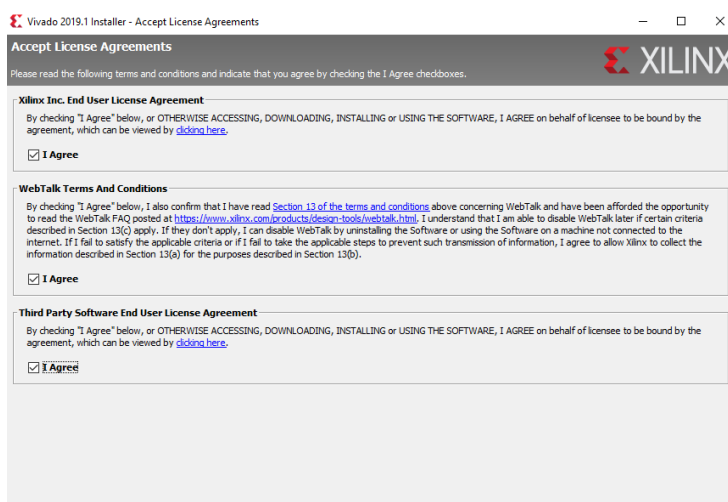 Vivado 2019.1 Installer - Accept License Agreements
Accept License Agreements
XILINX
Please read the following terms and conditions and indicate that you agree by checking the I Agree checkboxes.
Xilinx Inc. End User License Agreement
By checking "I Agree" below, or OTHERWISE ACCESSING, DOWNLOADING, INSTALLING or USING THE SOFTWARE, I AGREE on behalf of licensee to be bound by the
agreement, which can be viewed by clicking here.
I Agree
WebTalk Terms And Conditions
By checking "I Agree" below, I also confirm that I have read Section 13 of the terms and conditions above concerning WebTalk and have been afforded the opportunity
to read the WebTalk FAQ posted at https://www.xilinx.com/products/design-tools/webtalk.html. I understand that I am able to disable WebTalk later if certain criteria
described in Section 13(c) apply. If they don't apply, I can disable WebTalk by uninstalling the Software or using the Software on a machine not connected to the
internet. If I fail to satisfy the applicable criteria or if I fail to take the applicable steps to prevent such transmission of information, I agree to allow Xilinx to collect the
information described in Section 13(a) for the purposes described in Section 13(b).
I Agree
Third Party Software End User License Agreement
By checking "I Agree" below, or OTHERWISE ACCESSING, DOWNLOADING, INSTALLING or USING THE SOFTWARE, I AGREE on behalf of licensee to be bound by the
agreement, which can be viewed by clicking here.
I Agree